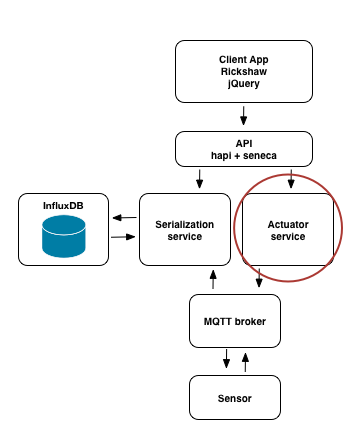 Client App
Rickshaw
jQuery
API
hapi + seneca
InfluxDB
Serialization
service
Actuator
service
MQTT broker
Sensor